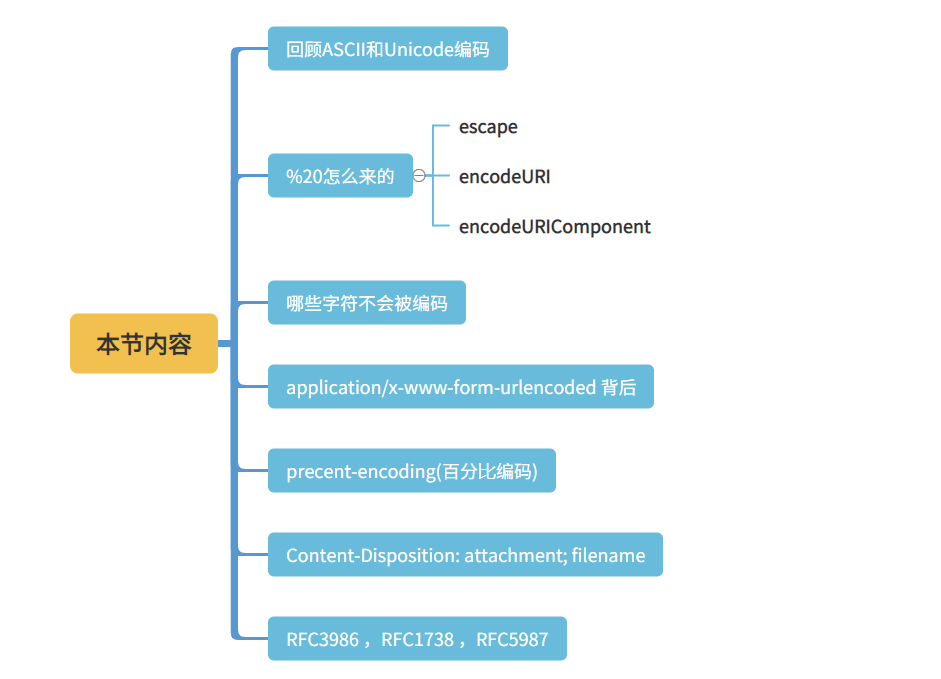 回顾ASCII和Unicode编码
escape
%20怎么来的
encodeURI
encodeURIComponent
哪些字符不会被编码
本节内容
application/x-www-form-urlencoded 背后
precent-encoding(百分比编码)
Content-Disposition: attachment; filename
RFC3986 ，RFC1738 ，RFC5987